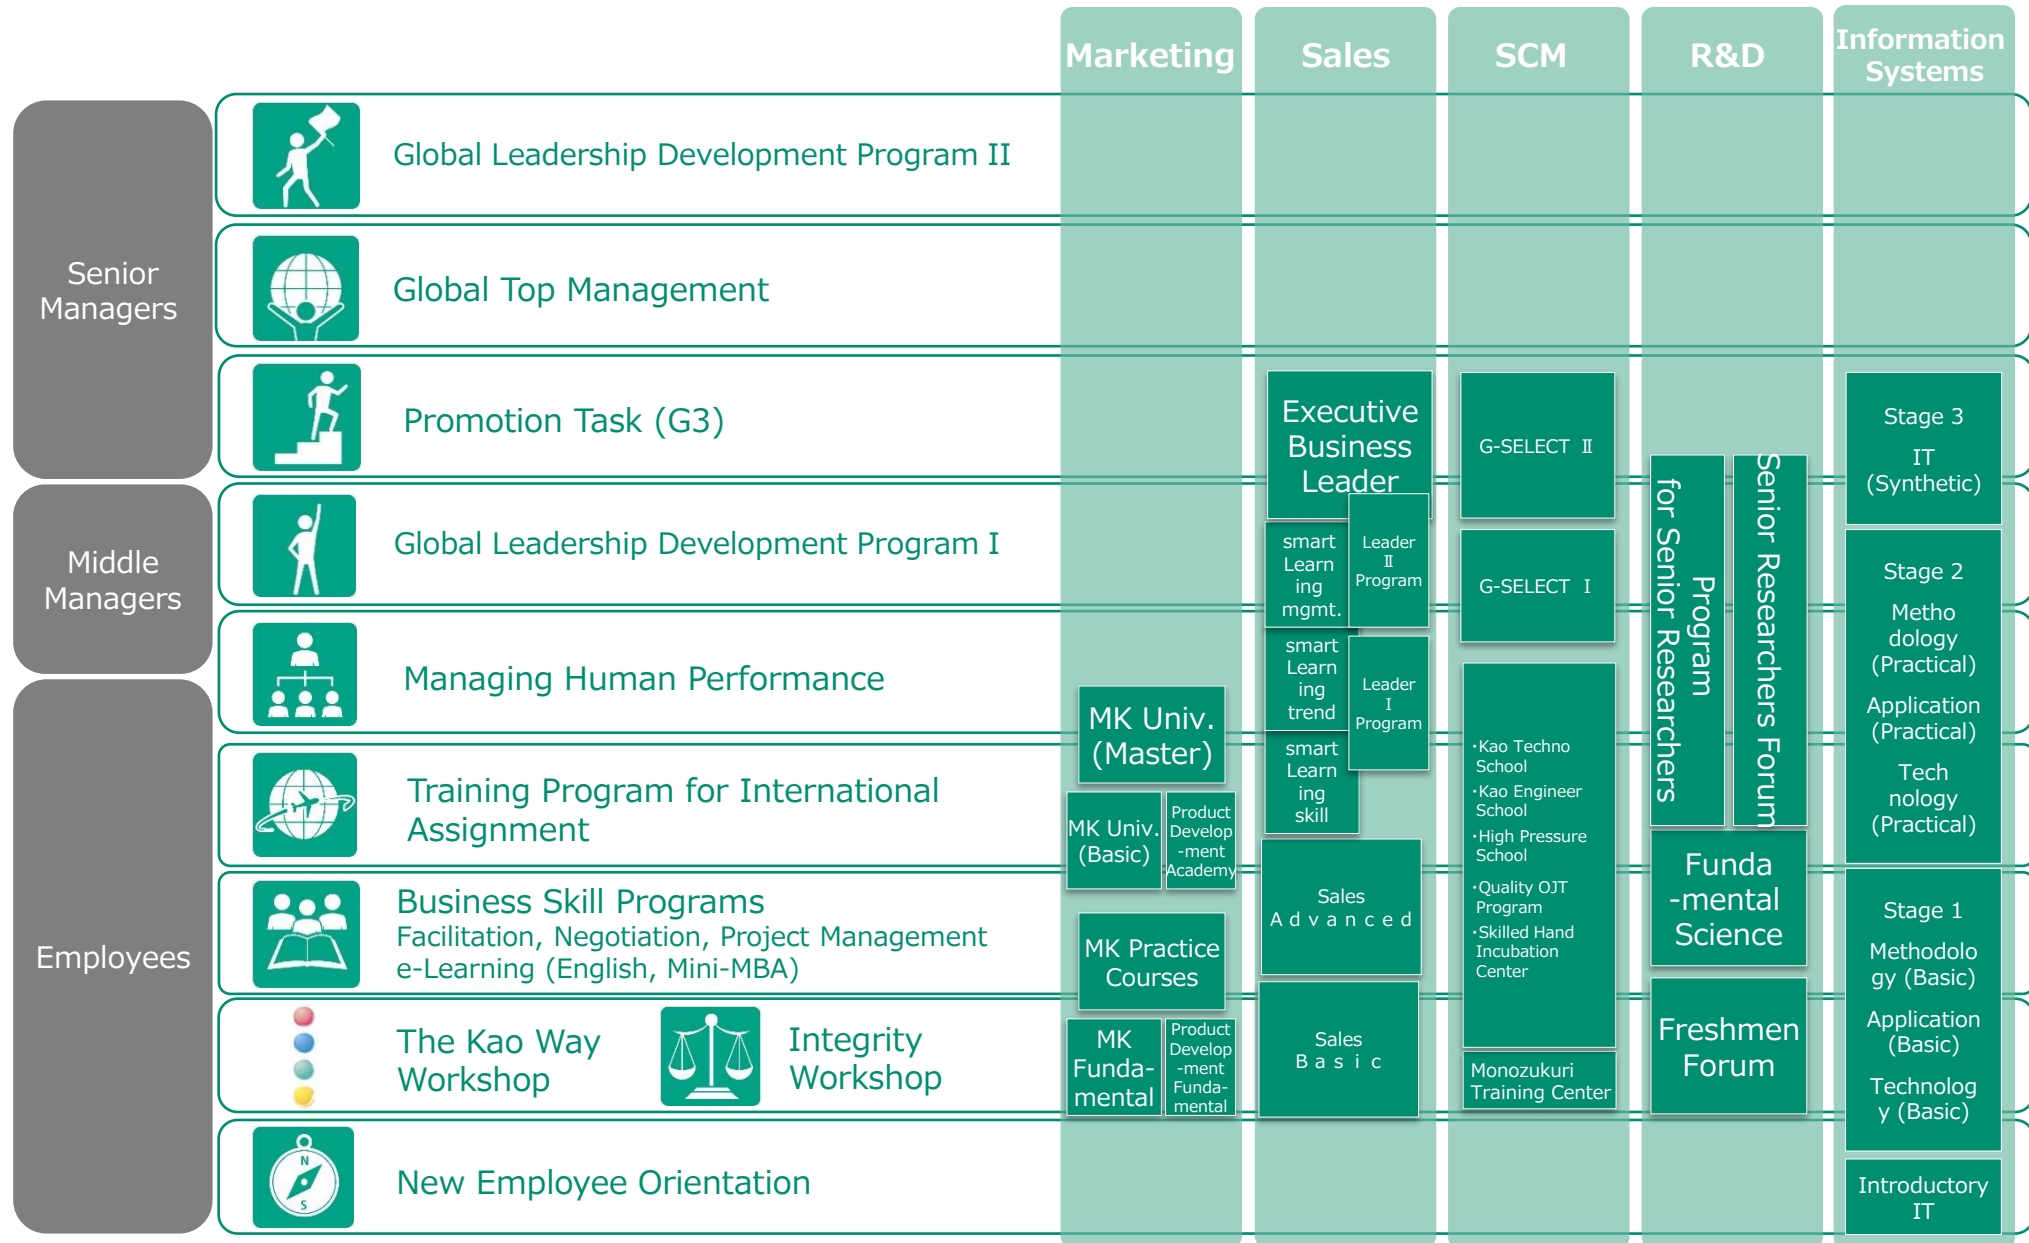 Marketing
Sales
SCM
R&D
Information
Systems
Senior
Managers
Global Leadership Development Program II
Global Top Management
Promotion Task (G3)
Middle
Managers
Global Leadership Development Program I
Managing Human Performance
Employees
Training Program for International
Assignment
Business Skill Programs
Facilitation, Negotiation, Project Management
e-Learning (English, Mini-MBA)
The Kao Way
Workshop
Integrity
Workshop
N
S
New Employee Orientation
MK Univ.
(Master)
MK Univ.
(Basic)
Product
Develop
-ment
Academy
MK Practice
Courses
MK
Funda-
mental
Product
Develop
-ment
Funda-
mental
Executive
Business
Leader
smart
Learn
ing
mgmt.
Leader
Ⅱ
Program
smart
Learn
ing
trend
Leader
Ⅰ
Program
smart
Learn
ing
skill
Sales
Advanced
Sales
Basic
G-SELECT Ⅱ
G-SELECT Ⅰ
・Kao Techno
School
・Kao Engineer
School
・High Pressure
School
・Quality OJT
Program
・Skilled Hand
Incubation
Center
Monozukuri
Training Center
Program
for Senior Researchers
Senior Researchers Forum
Funda
-mental
Science
Freshmen
Forum
Stage 3
IT
(Synthetic)
Stage 2
Metho
dology
(Practical)
Application
(Practical)
Tech
nology
(Practical)
Stage 1
Methodolo
gy (Basic)
Application
(Basic)
Technolog
y (Basic)
Introductory
IT